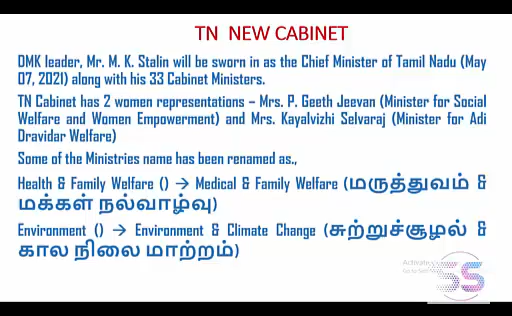 TN NEW CABINET
DMK leader, Mr. M. K. Stalin will be sworn in as the Chief Minister of Tamil Nadu (May
07, 2021) along with his 33 Cabinet Ministers.
TN Cabinet has 2 women representations – Mrs. P. Geeth Jeevan (Minister for Social
Welfare and Women Empowerment) and Mrs. Kayalvizhi Selvaraj (Minister for Adi
Dravidar Welfare)
Some of the Ministries name has been renamed as.,
Health & Family Welfare () → Medical & Family Welfare (மருத்துவம் &
மக்கள் நல்வாழ்வு)
Environment () → Environment & Climate Change (சுற்றுச்சூழல் &
கால நிலை மாற்றம்)
SS